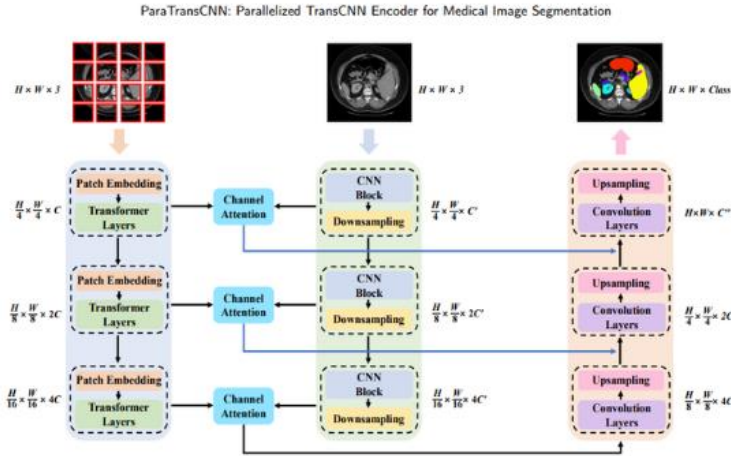 ParaTransCNN: Parallelized TransCNN Encoder for Medical Image Segmentation
H × W × 3
H × W × 3
H × W × Class
Patch Embedding
Transformer
Layers
H/4 × W/4 × C
Channel
Attention
CNN
Block
Downsampling
H/4 × W/4 × C'
Upsampling
Convolution
Layers
H×W× C''
Patch Embedding
Transformer
Layers
H/8 × W/8 × 2C
Channel
Attention
CNN
Block
Downsampling
H/8 × W/8 × 2C'
Upsampling
Convolution
Layers
H/4 × W/4 × 2C
Patch Embedding
Transformer
Layers
H/16 × W/16 × 4C
Channel
Attention
CNN
Block
Downsampling
H/16 × W/16 × 4C'
Upsampling
Convolution
Layers
H/8 × W/8 × 4C